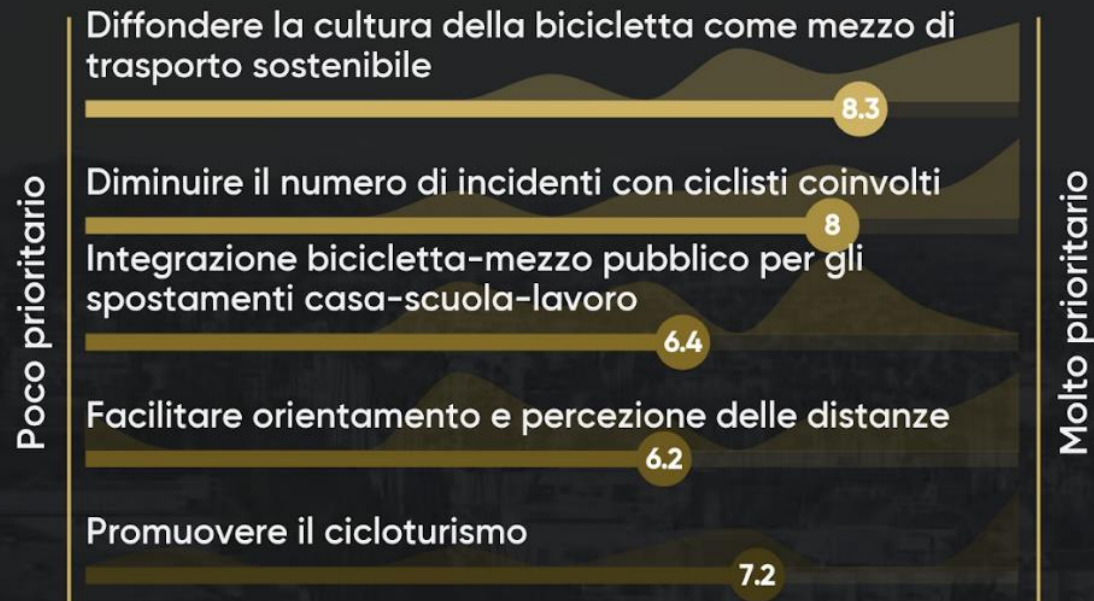 Poco prioritario
Diffondere la cultura della bicicletta come mezzo di
trasporto sostenibile
8.3
Diminuire il numero di incidenti con ciclisti coinvolti
8
Integrazione bicicletta-mezzo pubblico per gli
spostamenti casa-scuola-lavoro
6.4
Facilitare orientamento e percezione delle distanze
6.2
Promuovere il cicloturismo
7.2
Molto prioritario